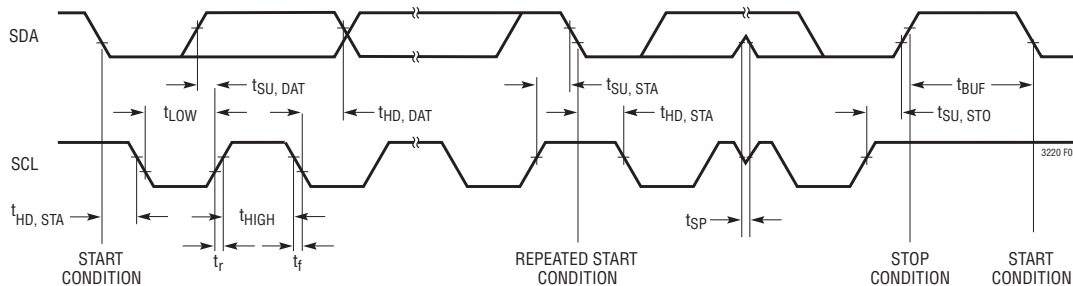 SDA
tSU, DAT
tSU, STA
tBUF
tLOW
tHD, DAT
tHD, STA
tSU, STO
SCL
3220 F0
tHD, STA
tHIGH
tSP
tr
tf
START
CONDITION
REPEATED START
CONDITION
STOP
CONDITION
START
CONDITION